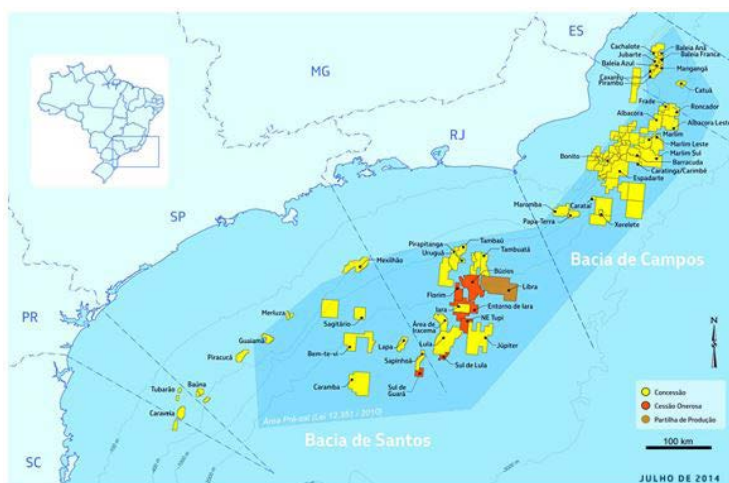 ES
MG
RJ
SP
PR
SC
Cachalote
Jubarte
Baleia Azul
Caxaréu
Pirambú
Baleia Anã
Baleia Franca
Mangangá
Catuá
Frade
Roncador
Albacora
Albacora Leste
Marlim
Marlim Leste
Marlim Sul
Bonito
Barracuda
Caratinga/Carimbé
Espadarte
Maromba
Carataí
Papa-Terra
Xerelete
Bacia de Campos
Tambaú
Pirapitanga
Uruguá
Tambuatá
Mexilhão
Búzios
Libra
Florim
Iara
Entorno de Iara
Merluza
Sagitário
Área de
Iracema
NE Tupi
Guaiamá
Lula
Júpiter
Bem-te-vi
Lapa
Sapinhoá
Piracucá
Sul de Lula
Tubarão
Baúna
Caramba
Sul de
Guará
Caravela
Área Pré-sal (Lei 12.351 / 2010)
Bacia de Santos
N
Concessão
Cessão Onerosa
Partilha de Produção
100 km
JULHO DE 2014